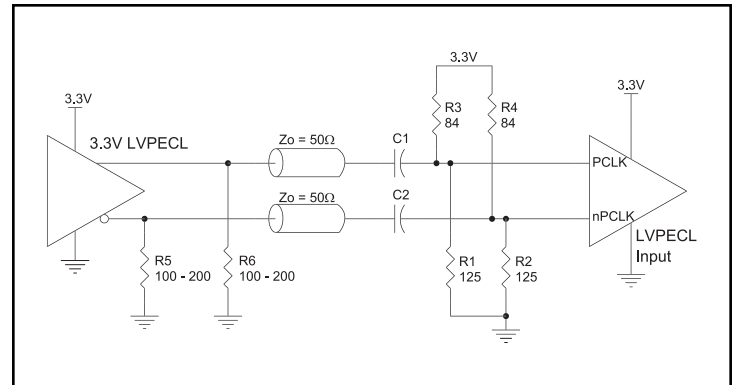 3.3V
3.3V LVPECL
R5
100 - 200
R6
100 - 200
Zo = 50Ω
Zo = 50Ω
C1
C2
3.3V
R3
84
R4
84
R1
125
R2
125
3.3V
PCLK
nPCLK
LVPECL
Input